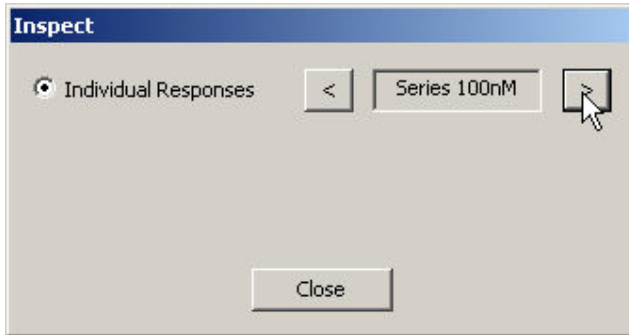 Inspect
Individual Responses < Series 100nM >
Close